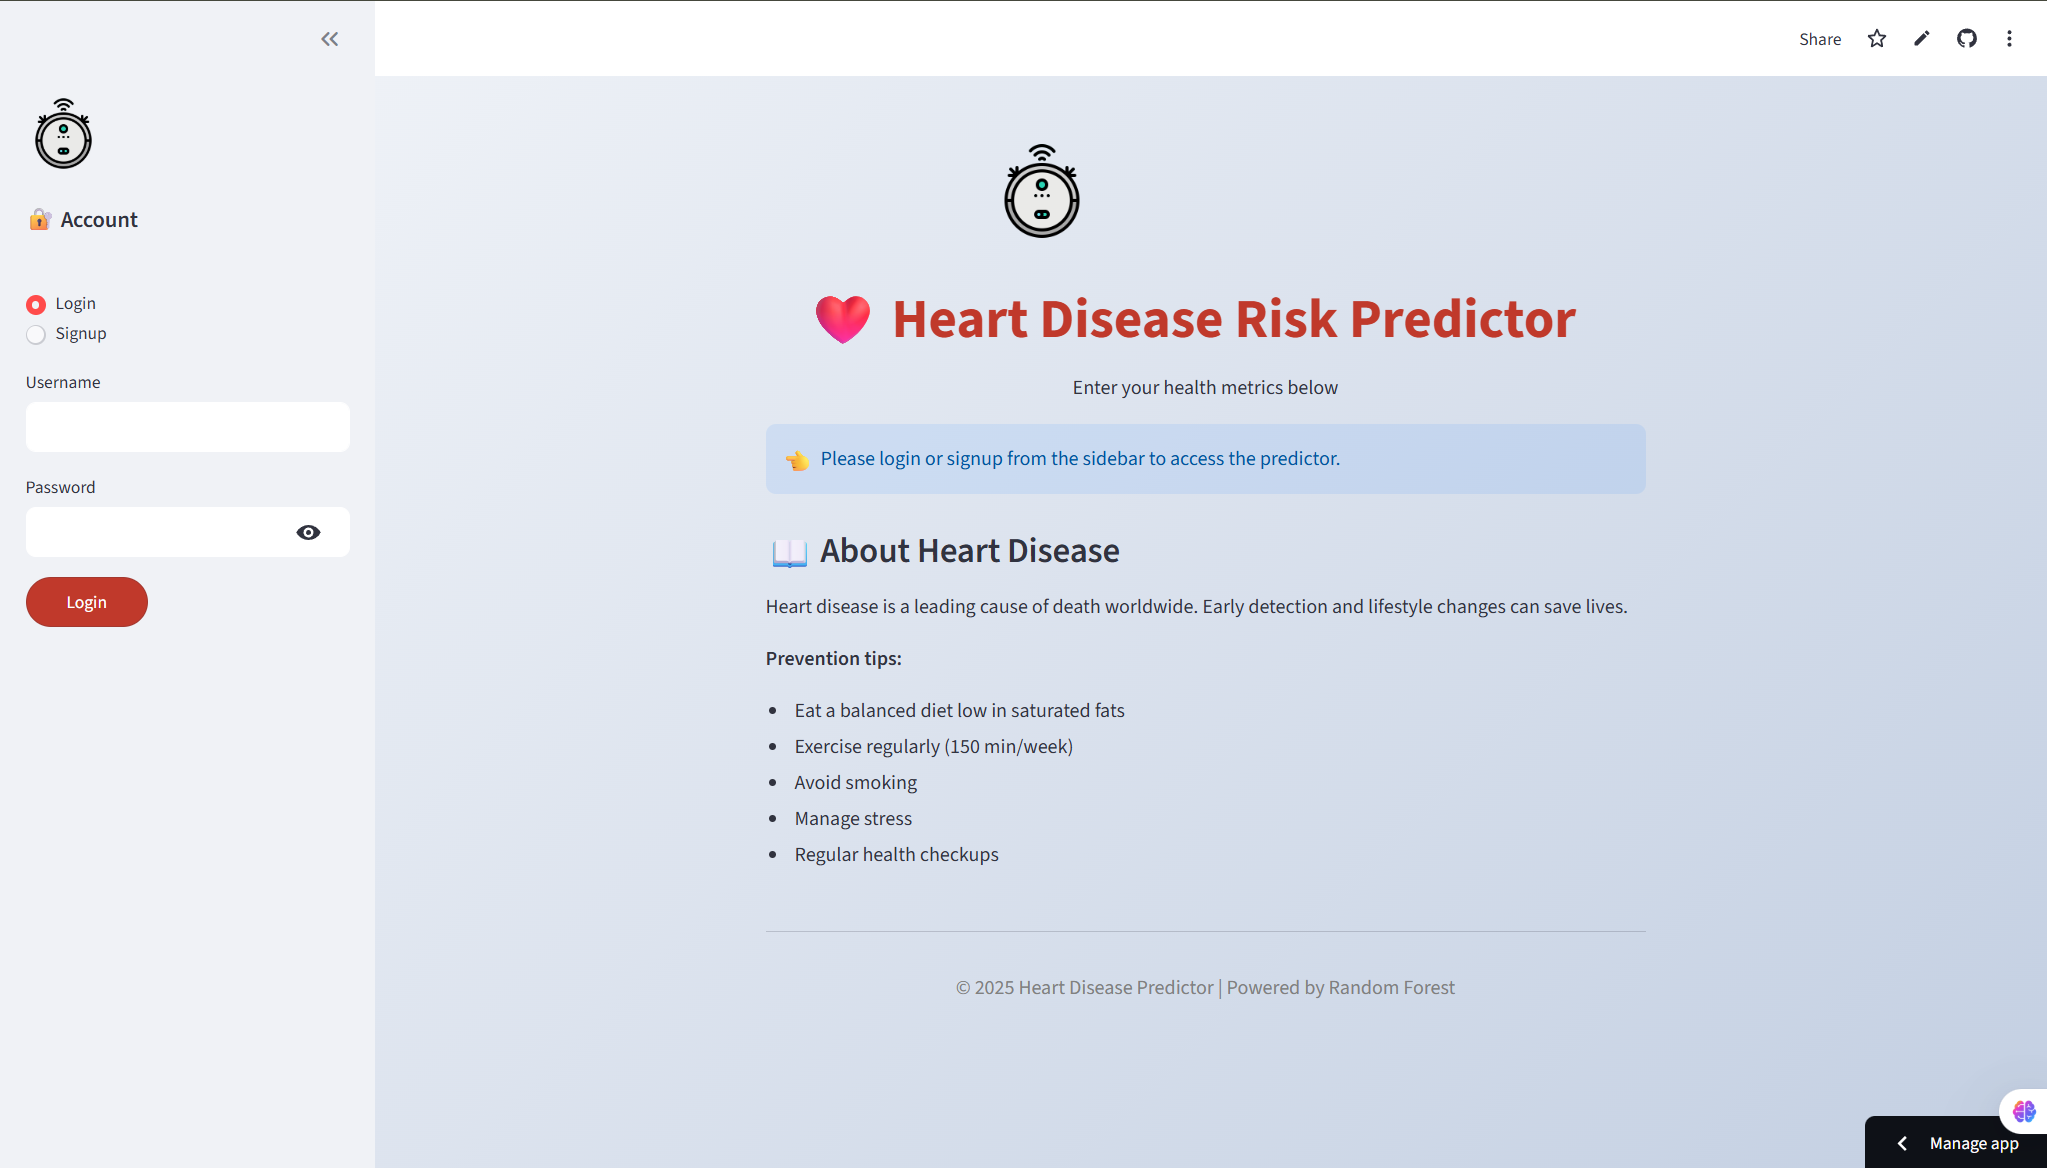 Share
Account
Login
Signup
Username
Password
Login
Heart Disease Risk Predictor
Enter your health metrics below
Please login or signup from the sidebar to access the predictor.
About Heart Disease
Heart disease is a leading cause of death worldwide. Early detection and lifestyle changes can save lives.
Prevention tips:
Eat a balanced diet low in saturated fats
Exercise regularly (150 min/week)
Avoid smoking
Manage stress
Regular health checkups
© 2025 Heart Disease Predictor | Powered by Random Forest
Manage app